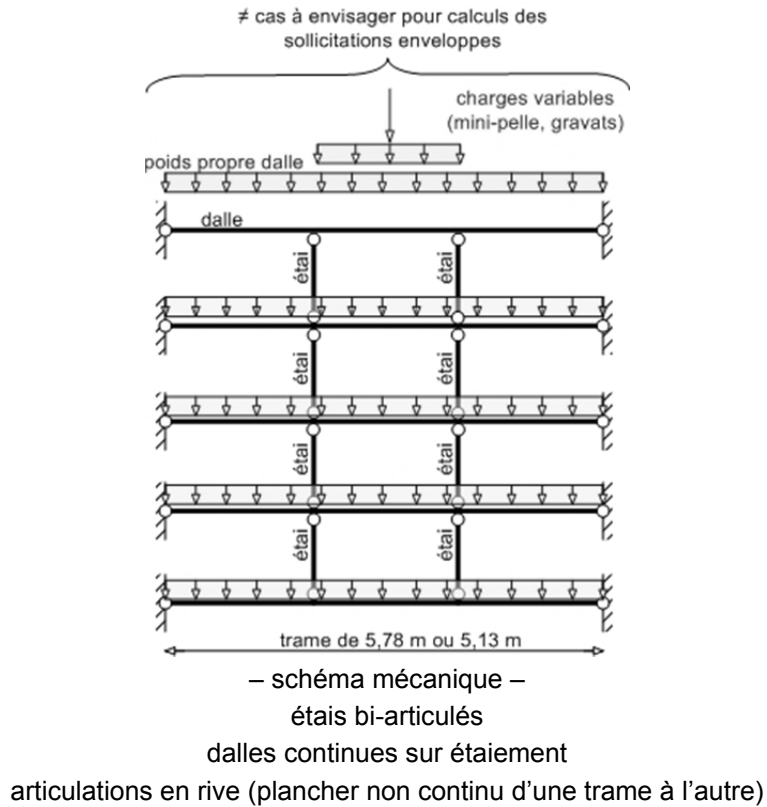 ≠ cas à envisager pour calculs des
sollicitations enveloppes
charges variables
(mini-pelle, gravats)
poids propre dalle
dalle
étai
étai
étai
étai
étai
étai
étai
étai
trame de 5,78 m ou 5,13 m
– schéma mécanique –
étais bi-articulés
dalles continues sur étaiement
articulations en rive (plancher non continu d’une trame à l’autre)